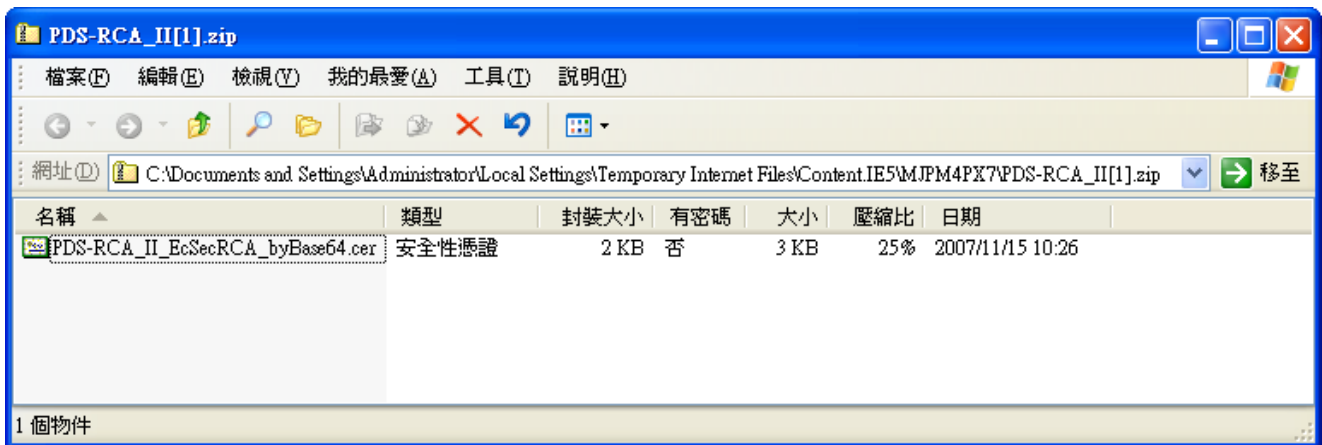 PDS-RCA_II[1].zip
檔案(F) 編輯(E) 檢視(V) 我的最愛(A) 工具(T) 說明(H)
網址(D) C:\Documents and Settings\Administrator\Local Settings\Temporary Internet Files\Content.IE5\MJPM4PX7\PDS-RCA_II[1].zip 移至
名稱 類型 封裝大小 有密碼 大小 壓縮比 日期
PDS-RCA_II_EcSecRCA_byBase64.cer 安全性憑證 2 KB 否 3 KB 25% 2007/11/15 10:26
1 個物件